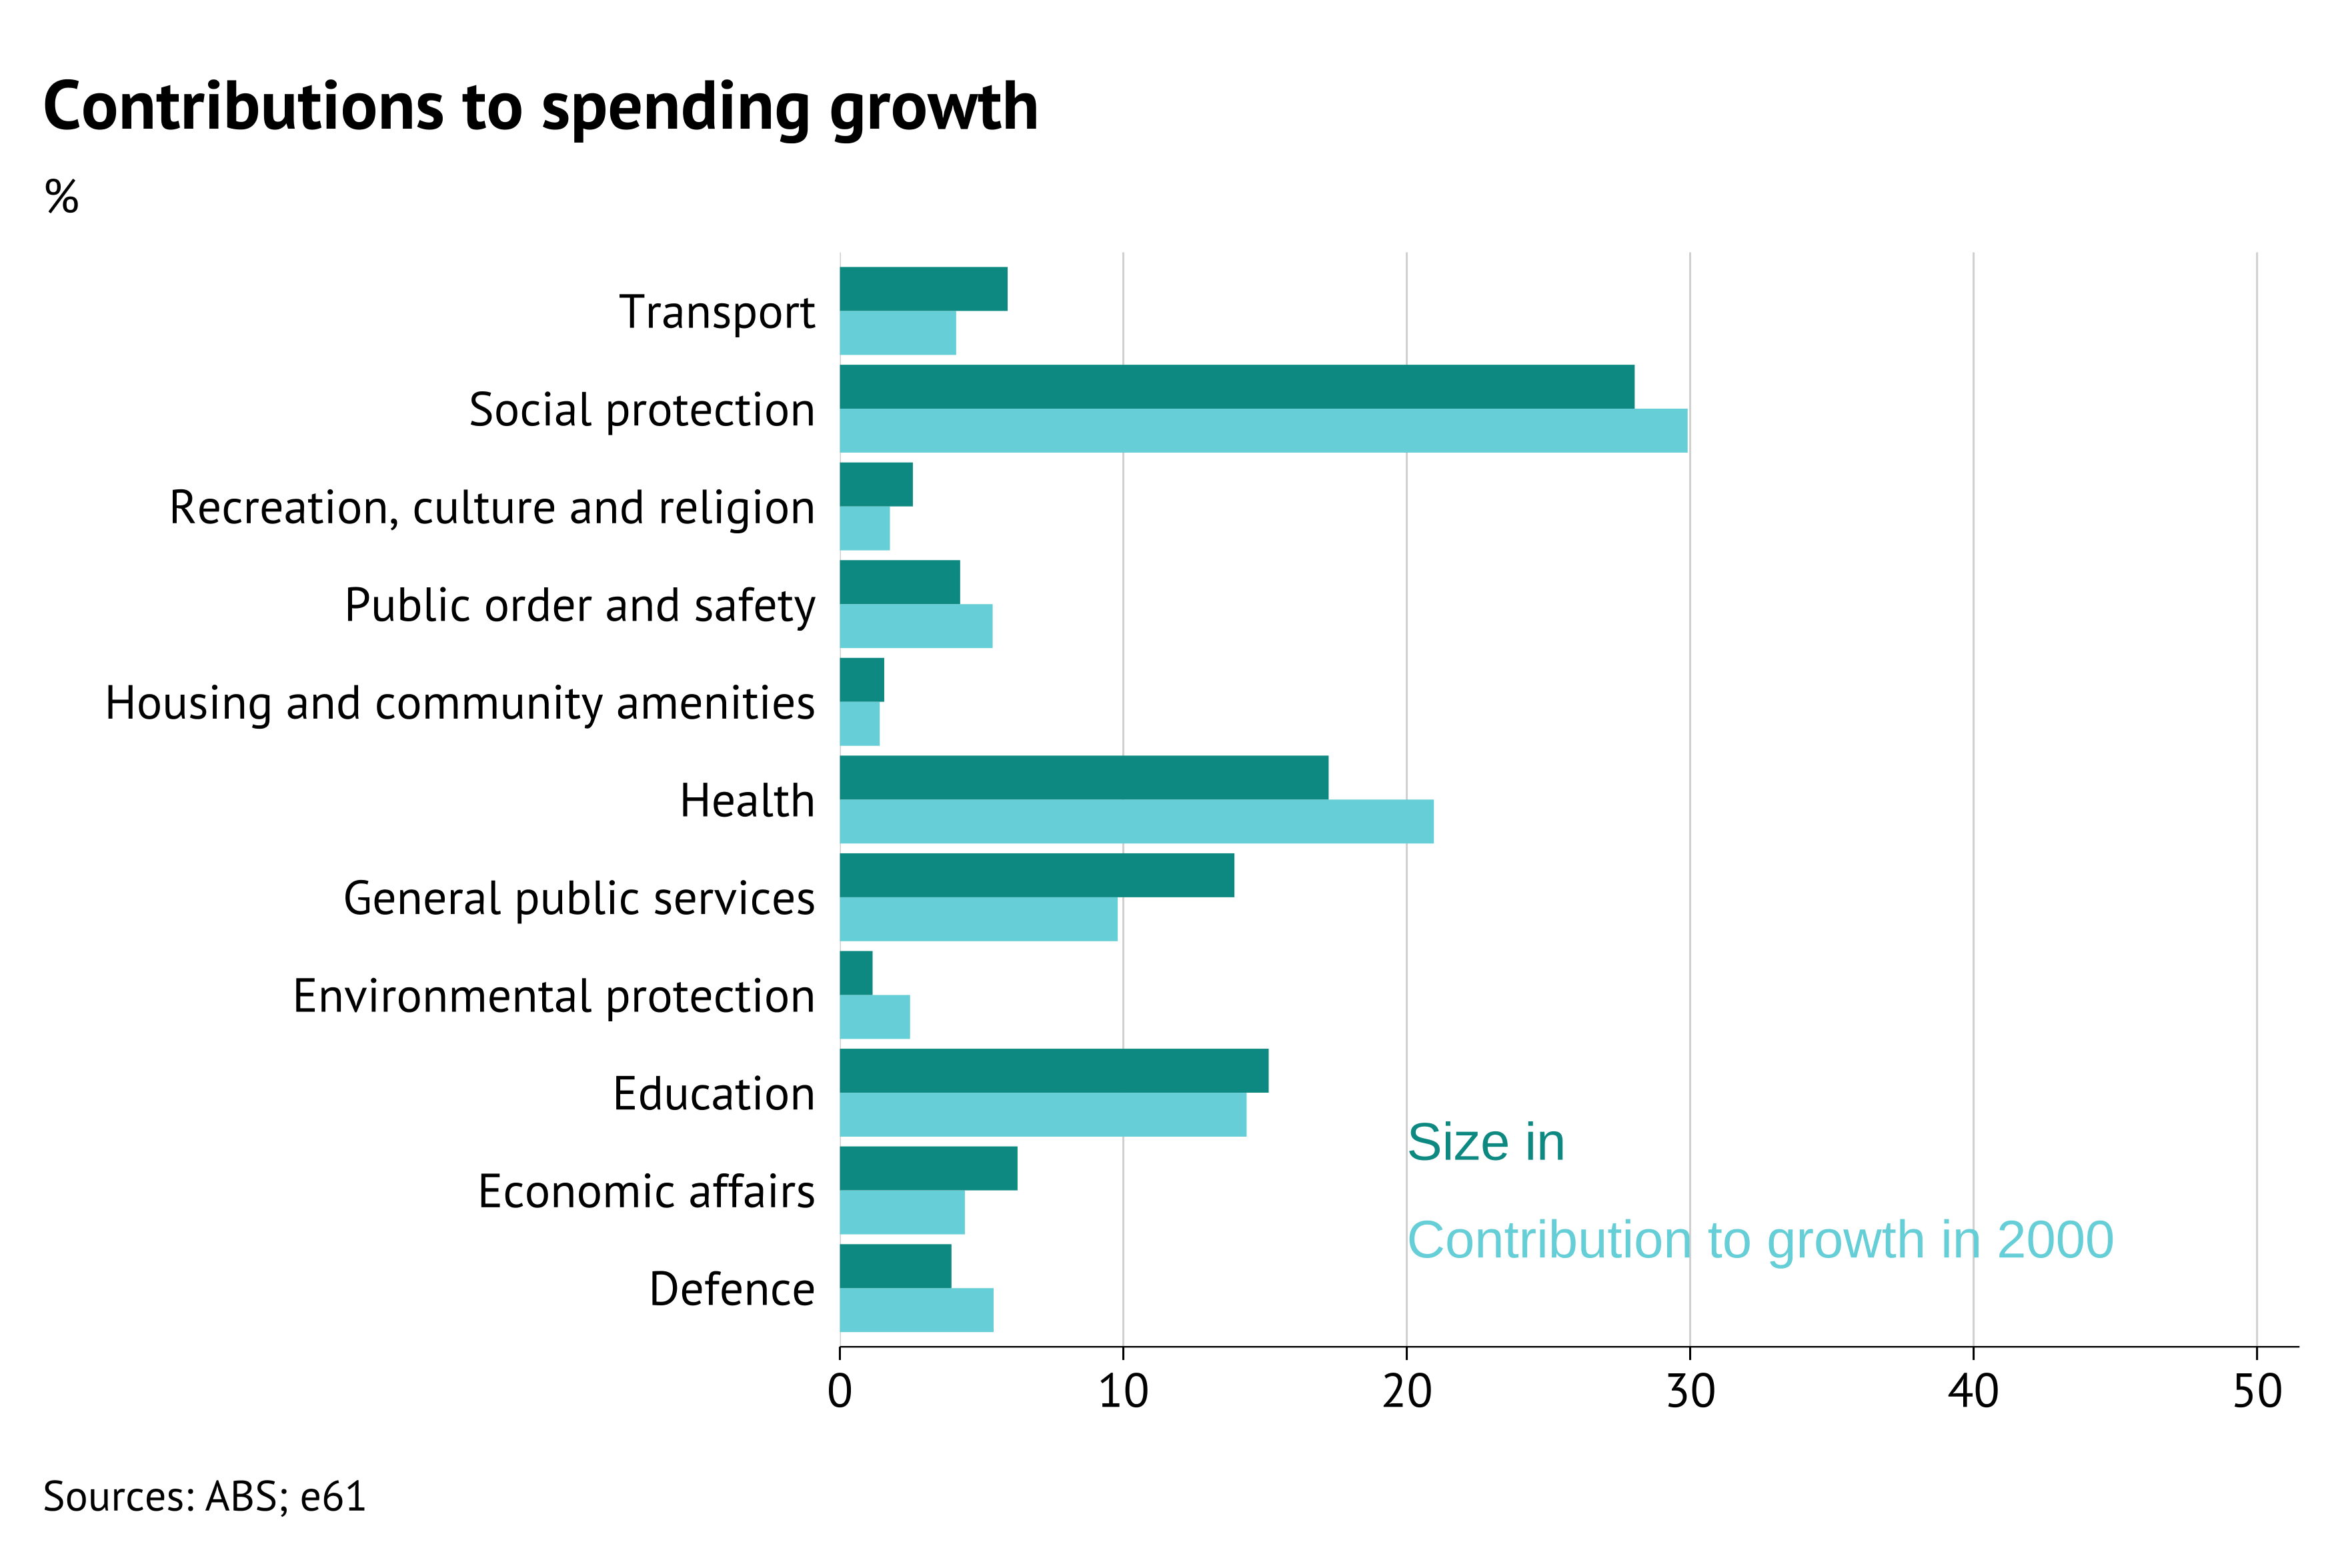 Contributions to spending growth
%
Transport
Social protection
Recreation, culture and religion
Public order and safety
Housing and community amenities
Health
General public services
Environmental protection
Education
Size in
Economic affairs
Contribution to growth in 2000
Defence
0 10 20 30 40 50
Sources: ABS; e61